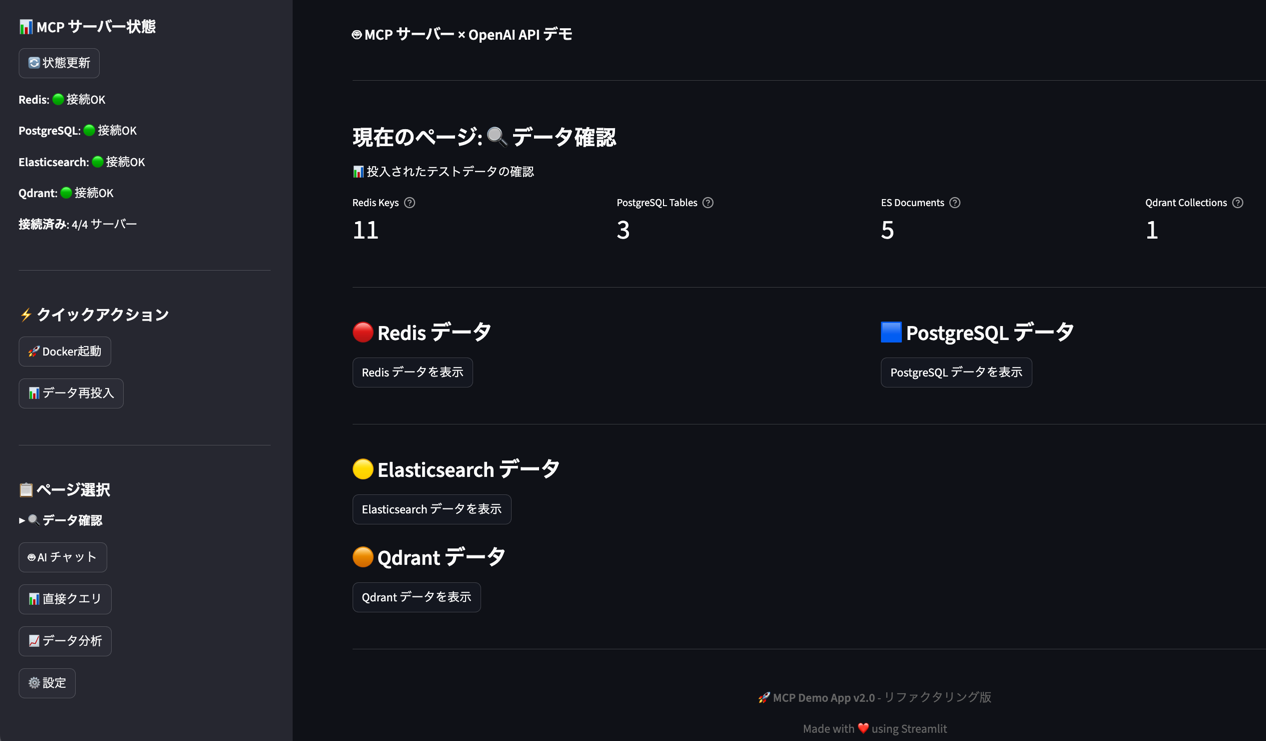 📊 MCP サーバー状態
🔄 状態更新
Redis: 🟢 接続OK
PostgreSQL: 🟢 接続OK
Elasticsearch: 🟢 接続OK
Qdrant: 🟢 接続OK
接続済み: 4/4 サーバー
⚡ クイックアクション
🚀 Docker起動
📊 データ再投入
📋 ページ選択
▶ 🔍 データ確認
🤖 AI チャット
📊 直接クエリ
📈 データ分析
⚙️ 設定
🤖 MCP サーバー × OpenAI API デモ
現在のページ: 🔍 データ確認
📊 投入されたテストデータの確認
Redis Keys
11
PostgreSQL Tables
3
ES Documents
5
Qdrant Collections
1
🔴 Redis データ
Redis データを表示
🟦 PostgreSQL データ
PostgreSQL データを表示
🟡 Elasticsearch データ
Elasticsearch データを表示
🟠 Qdrant データ
Qdrant データを表示
🚀 MCP Demo App v2.0 - リファクタリング版
Made with ❤️ using Streamlit